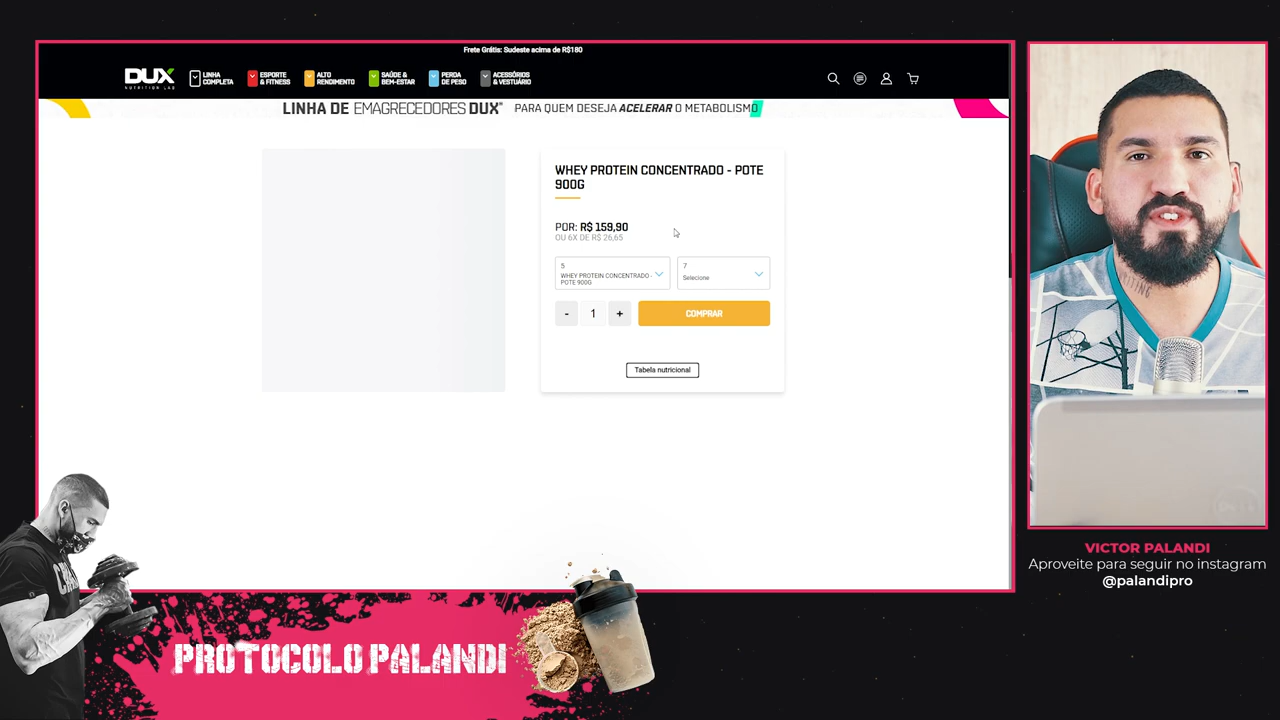 Frete Grátis: Sudeste acima de R$180
DUX
NUTRITION LAB
LINHA
COMPLETA
ESPORTE
& FITNESS
ALTO
RENDIMENTO
SAÚDE &
BEM-ESTAR
PERDA
DE PESO
ACESSÓRIOS
& VESTUÁRIO
LINHA DE EMAGRECEDORES DUX® PARA QUEM DESEJA ACELERAR O METABOLISMO
WHEY PROTEIN CONCENTRADO - POTE
900G
POR: R$ 159,90
OU 6X DE R$ 26,65
5
WHEY PROTEIN CONCENTRADO -
POTE 900G
7
Selecione
- 1 +
COMPRAR
Tabela nutricional
VICTOR PALANDI
Aproveite para seguir no instagram
@palandipro
PROTOCOLO PALANDI